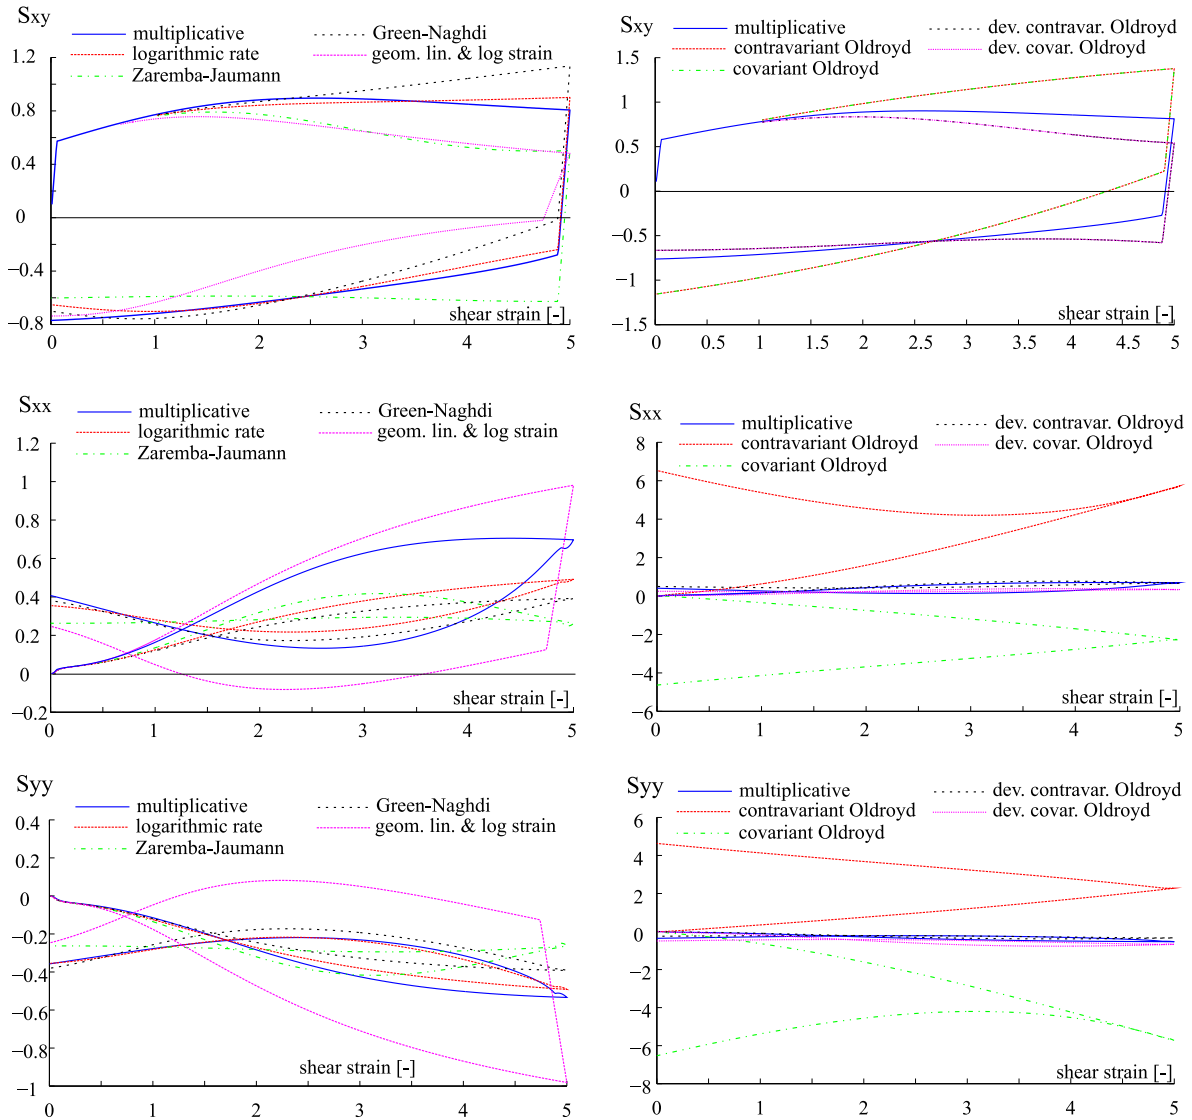 Sxy
multiplicative
Green-Naghdi
logarithmic rate
geom. lin. & log strain
Zaremba-Jaumann
1.2
0.8
0.4
0
−0.4
−0.8
shear strain [-]
0 1 2 3 4 5
Sxy
multiplicative
dev. contravar. Oldroyd
contravariant Oldroyd
dev. covar. Oldroyd
covariant Oldroyd
1.5
1
0.5
0
−0.5
−1
−1.5
shear strain [-]
0 0.5 1 1.5 2 2.5 3 3.5 4 4.5 5
Sxx
multiplicative
Green-Naghdi
logarithmic rate
geom. lin. & log strain
Zaremba-Jaumann
1.2
1
0.8
0.6
0.4
0.2
0
−0.2
shear strain [-]
0 1 2 3 4 5
Sxx
multiplicative
dev. contravar. Oldroyd
contravariant Oldroyd
dev. covar. Oldroyd
covariant Oldroyd
8
6
4
2
0
−2
−4
−6
shear strain [-]
0 1 2 3 4 5
Syy
multiplicative
Green-Naghdi
logarithmic rate
geom. lin. & log strain
Zaremba-Jaumann
0.4
0.2
0
−0.2
−0.4
−0.6
−0.8
−1
shear strain [-]
0 1 2 3 4 5
Syy
multiplicative
dev. contravar. Oldroyd
contravariant Oldroyd
dev. covar. Oldroyd
covariant Oldroyd
6
4
2
0
−2
−4
−6
−8
shear strain [-]
0 1 2 3 4 5